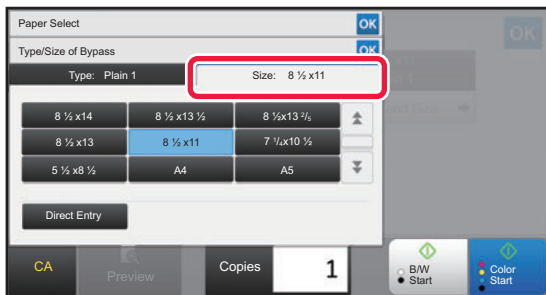 Paper Select OK
OK
Type/Size of Bypass OK
Type: Plain 1 Size: 8 ½ x11
8 ½ x14 8 ½ x13 ½ 8 ½x13 ²/₅
8 ½ x13 8 ½ x11 7 ¹/₄x10 ½
5 ½ x8 ½ A4 A5
Direct Entry
CA Preview Copies 1 B/W Start Color Start